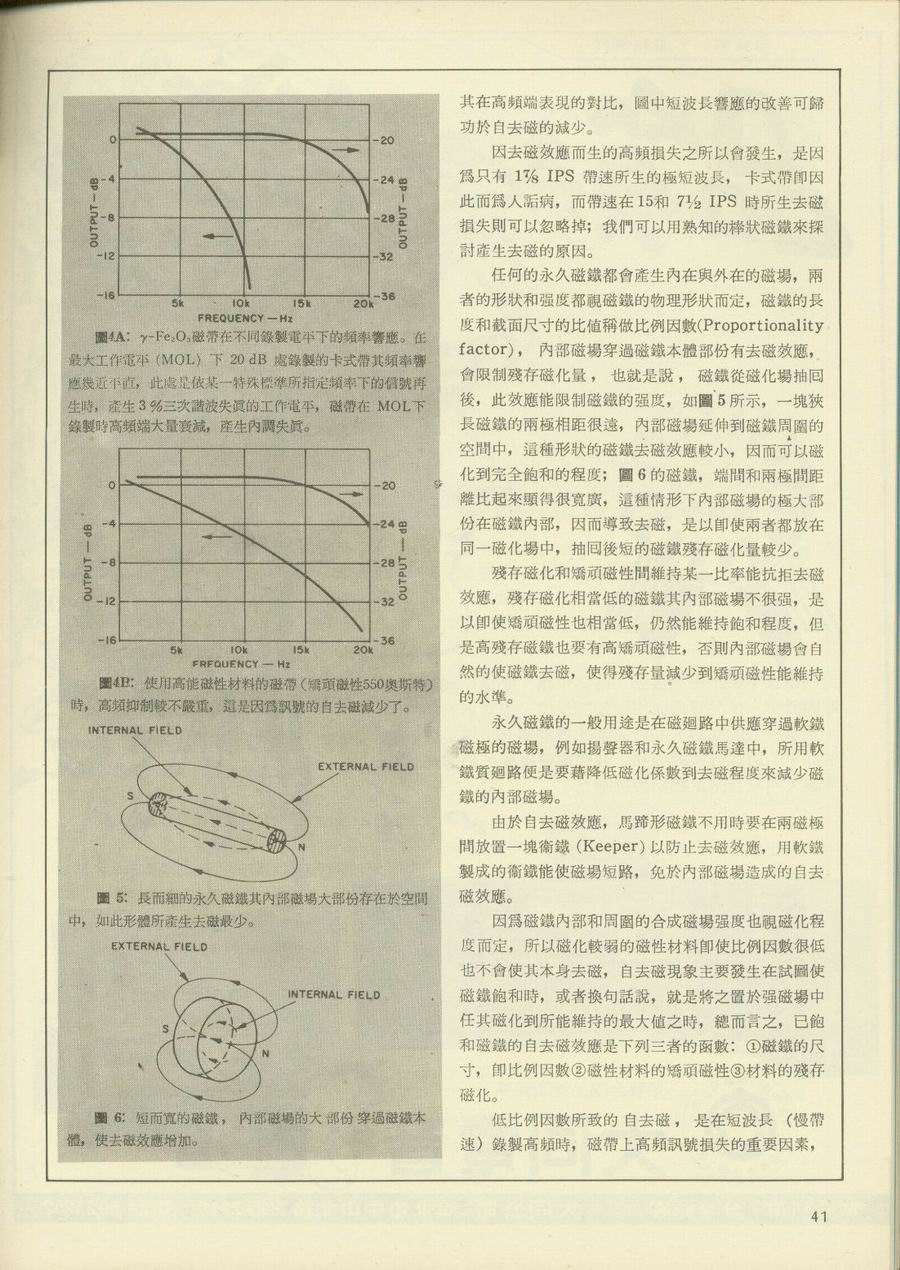 0
-4
-8
-12
-16
OUTPUT — dB
-20
-24
-28
-32
-36
OUTPUT — dB
5k 10k 15k 20k
FREQUENCY — Hz
圖4A：γ-Fe₂O₃磁帶在不同錄製電平下的頻率響應。在
最大工作電平（MOL）下 20 dB 處錄製的卡式帶其頻率響
應幾近平直，此處是依某一特殊標準所指定頻率下的信號再
生時，產生3％三次諧波失眞的工作電平，磁帶在 MOL下
錄製時高頻端大量衰減，產生內調失眞。
0
-4
-8
-12
-16
OUTPUT — dB
-20
-24
-28
-32
-36
OUTPUT — dB
5k 10k 15k 20k
FREQUENCY — Hz
圖4B：使用高能磁性材料的磁帶（矯頑磁性550奧斯特）
時，高頻抑制較不嚴重，這是因爲訊號的自去磁減少了。
INTERNAL FIELD
EXTERNAL FIELD
S
N
圖 5：長而細的永久磁鐵其內部磁場大部份存在於空間
中，如此形體所產生去磁最少。
EXTERNAL FIELD
INTERNAL FIELD
S
N
圖 6：短而寬的磁鐵，內部磁場的大部份穿過磁鐵本
體，使去磁效應增加。
其在高頻端表現的對比，圖中短波長響應的改善可歸
功於自去磁的減少。
因去磁效應而生的高頻損失之所以會發生，是因
爲只有 1⅞ IPS 帶速所生的極短波長，卡式帶卽因
此而爲人詬病，而帶速在15和 7½ IPS 時所生去磁
損失則可以忽略掉；我們可以用熟知的棒狀磁鐵來探
討產生去磁的原因。
任何的永久磁鐵都會產生內在與外在的磁場，兩
者的形狀和强度都視磁鐵的物理形狀而定，磁鐵的長
度和截面尺寸的比値稱做比例因數(Proportionality
factor)，內部磁場穿過磁鐵本體部份有去磁效應，
會限制殘存磁化量，也就是說，磁鐵從磁化場抽囘
後，此效應能限制磁鐵的强度，如圖5所示，一塊狹
長磁鐵的兩極相距很遠，內部磁場延伸到磁鐵周圍的
空間中，這種形狀的磁鐵去磁效應較小，因而可以磁
化到完全飽和的程度；圖6的磁鐵，端間和兩極間距
離比起來顯得很寬廣，這種情形下內部磁場的極大部
份在磁鐵內部，因而導致去磁，是以卽使兩者都放在
同一磁化場中，抽囘後短的磁鐵殘存磁化量較少。
殘存磁化和矯頑磁性間維持某一比率能抗拒去磁
效應，殘存磁化相當低的磁鐵其內部磁場不很强，是
以卽使矯頑磁性也相當低，仍然能維持飽和程度，但
是高殘存磁鐵也要有高矯頑磁性，否則內部磁場會自
然的使磁鐵去磁，使得殘存量減少到矯頑磁性能維持
的水準。
永久磁鐵的一般用途是在磁廻路中供應穿過軟鐵
磁極的磁場，例如揚聲器和永久磁鐵馬達中，所用軟
鐵質廻路便是要藉降低磁化係數到去磁程度來減少磁
鐵的內部磁場。
由於自去磁效應，馬蹄形磁鐵不用時要在兩磁極
間放置一塊衞鐵 (Keeper) 以防止去磁效應，用軟鐵
製成的衞鐵能使磁場短路，免於內部磁場造成的自去
磁效應。
因爲磁鐵內部和周圍的合成磁場强度也視磁化程
度而定，所以磁化較弱的磁性材料卽使比例因數很低
也不會使其本身去磁，自去磁現象主要發生在試圖使
磁鐵飽和時，或者換句話說，就是將之置於强磁場中
任其磁化到所能維持的最大値之時，總而言之，已飽
和磁鐵的自去磁效應是下列三者的函數：①磁鐵的尺
寸，卽比例因數②磁性材料的矯頑磁性③材料的殘存
磁化。
低比例因數所致的自去磁，是在短波長（慢帶
速）錄製高頻時，磁帶上高頻訊號損失的重要因素，
41